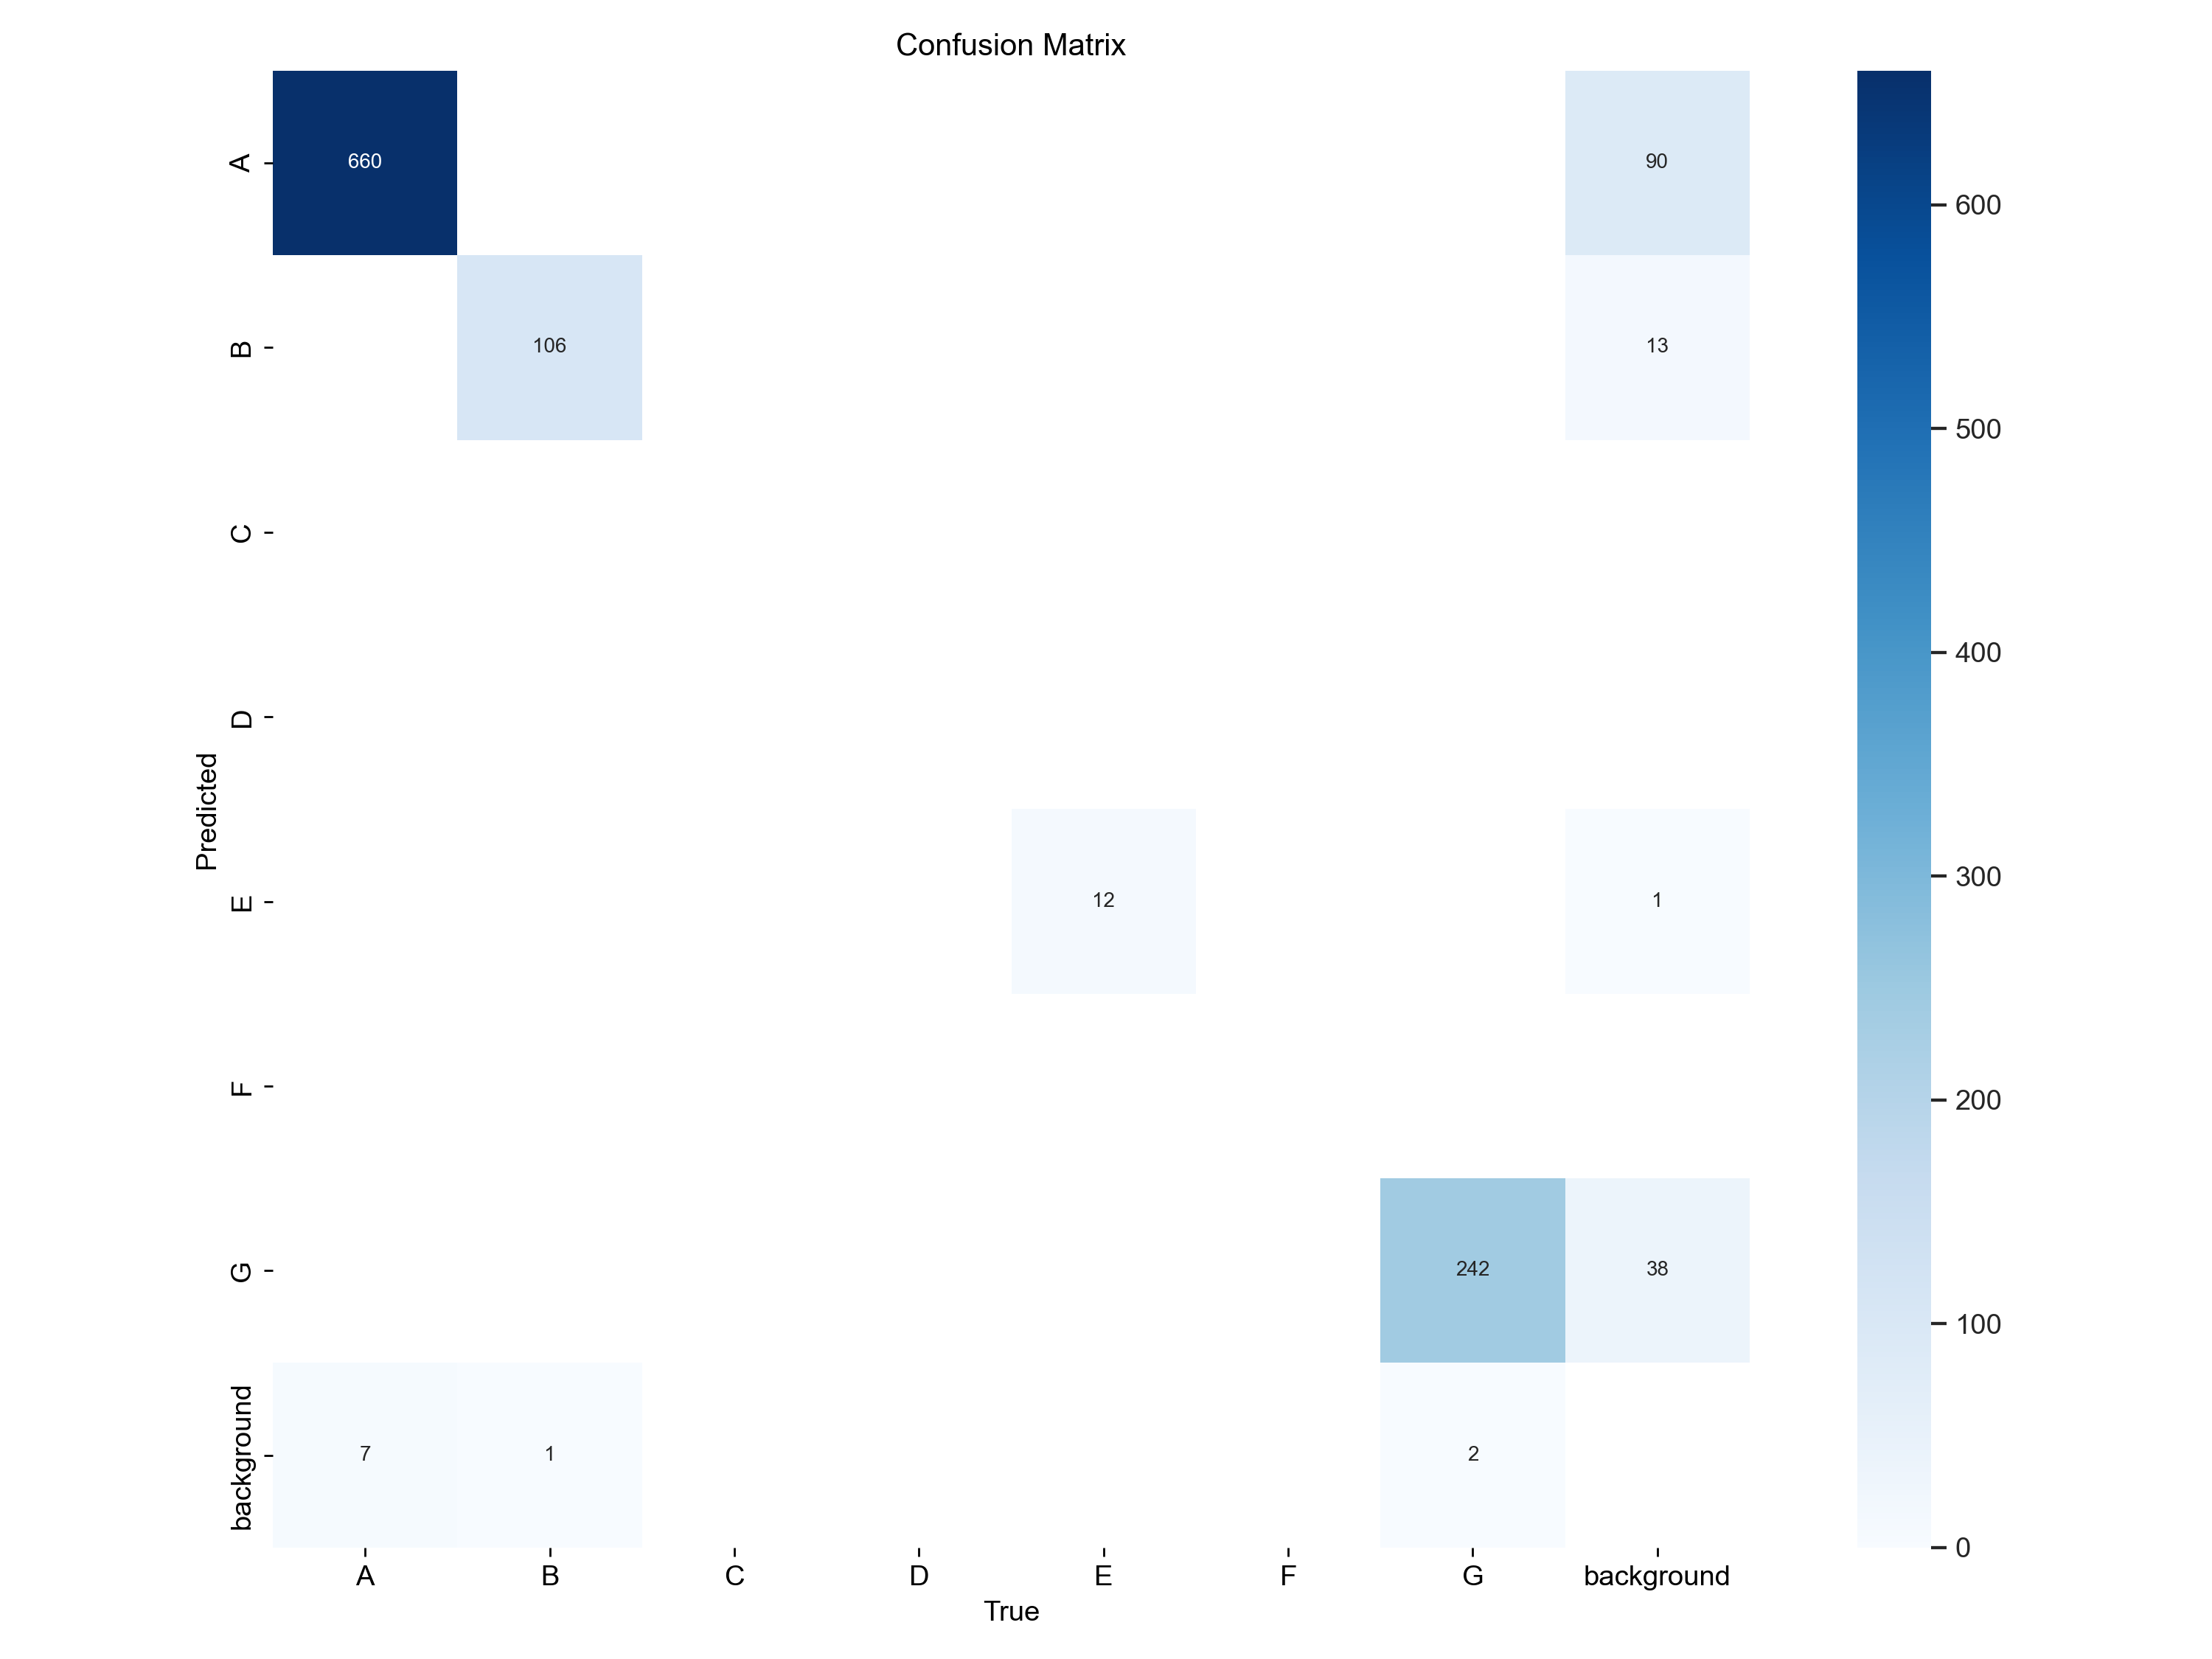 Confusion Matrix
A
660
90
600
B
106
13
500
C
400
D
Predicted
E
12
1
300
F
200
G
242
38
100
background
7
1
2
0
A B C D E F G background
True